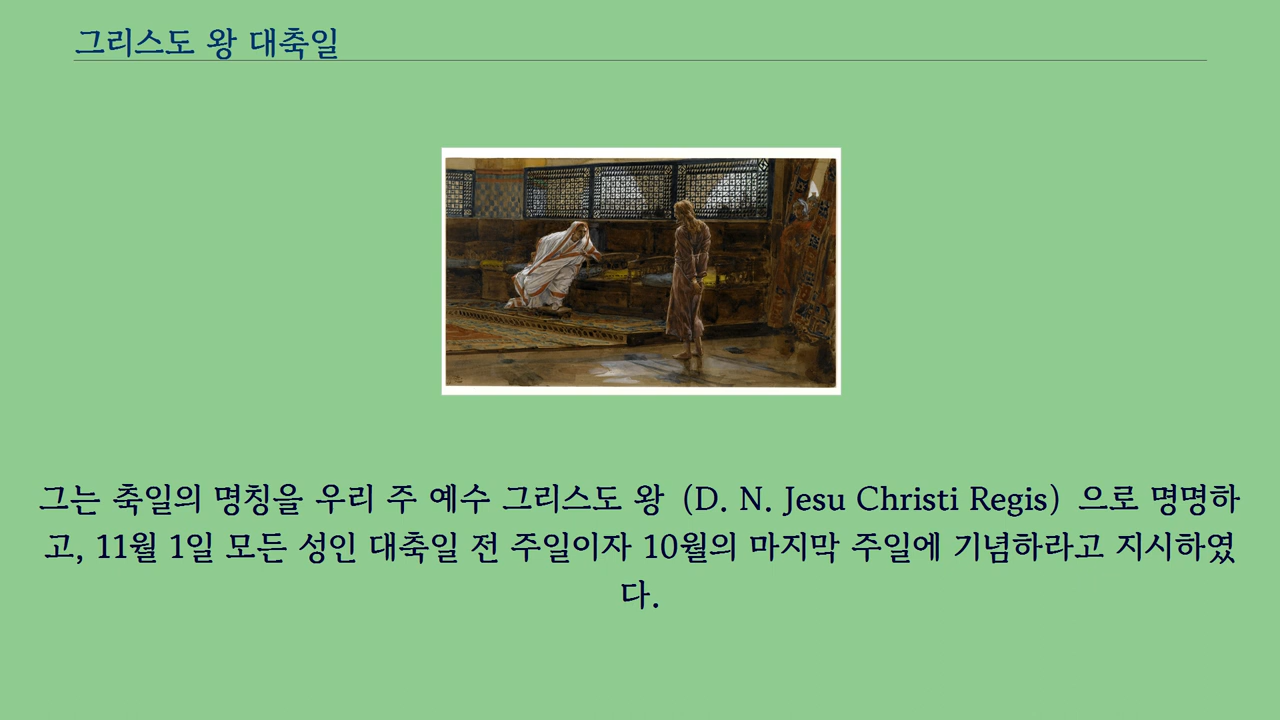 그리스도 왕 대축일
그는 축일의 명칭을 우리 주 예수 그리스도 왕 (D. N. Jesu Christi Regis) 으로 명명하
고, 11월 1일 모든 성인 대축일 전 주일이자 10월의 마지막 주일에 기념하라고 지시하였
다.